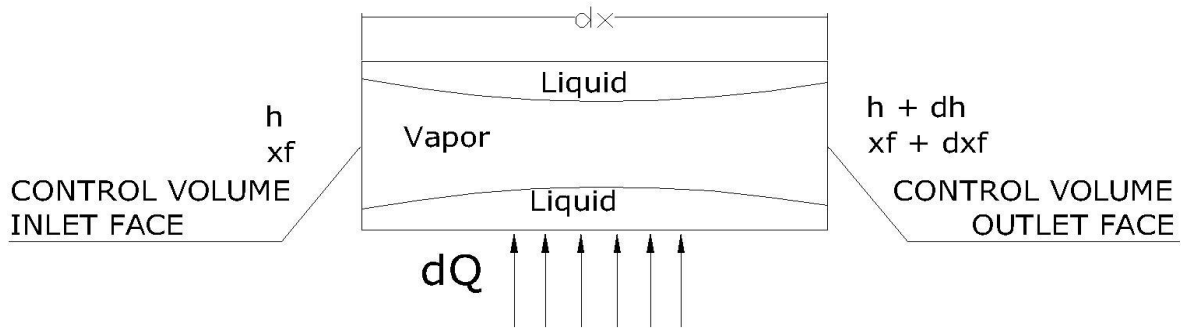 dx
Liquid
h
xf
Vapor
h + dh
xf + dxf
CONTROL VOLUME
INLET FACE
Liquid
CONTROL VOLUME
OUTLET FACE
dQ